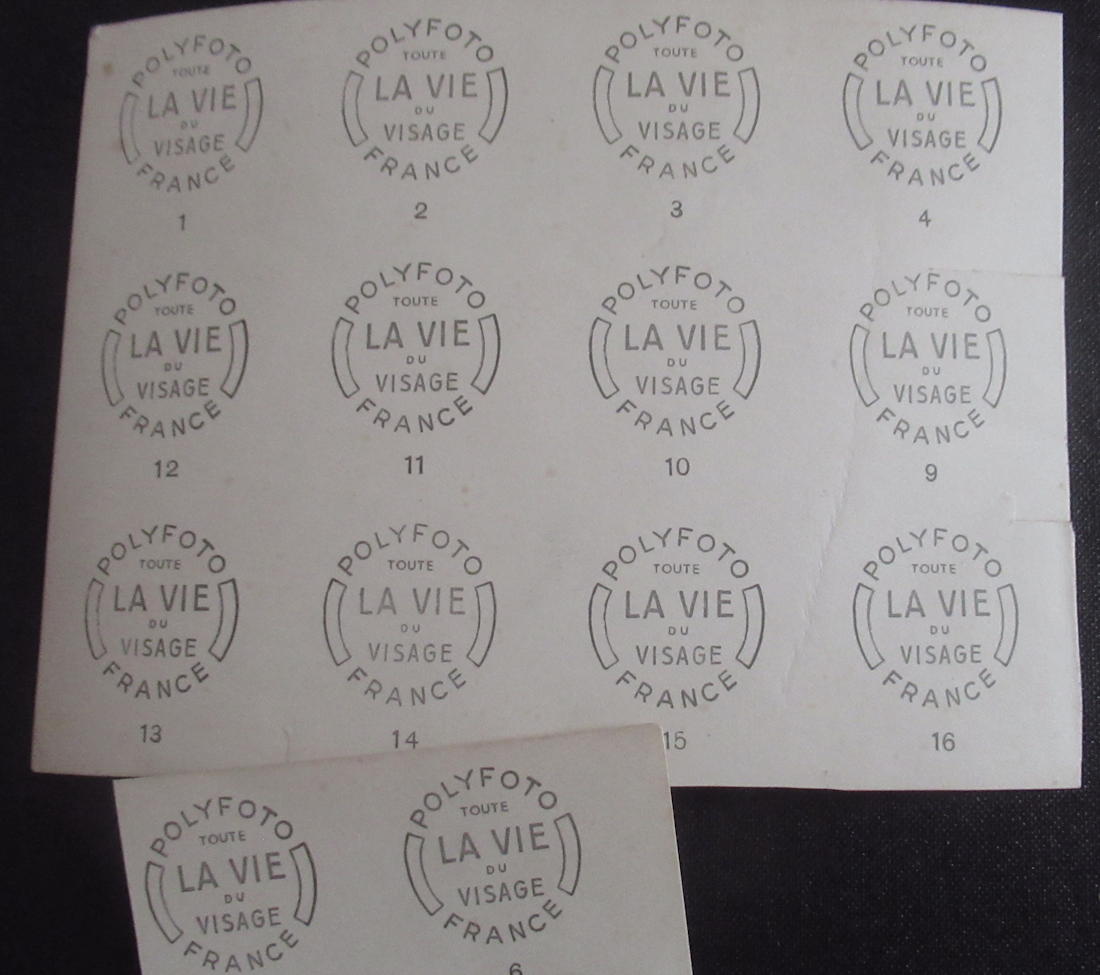 POLYFOTO
TOUTE
LA VIE
DU
VISAGE
FRANCE
1
POLYFOTO
TOUTE
LA VIE
DU
VISAGE
FRANCE
2
POLYFOTO
TOUTE
LA VIE
DU
VISAGE
FRANCE
3
POLYFOTO
TOUTE
LA VIE
DU
VISAGE
FRANCE
4
POLYFOTO
TOUTE
LA VIE
DU
VISAGE
FRANCE
12
POLYFOTO
TOUTE
LA VIE
DU
VISAGE
FRANCE
11
POLYFOTO
TOUTE
LA VIE
DU
VISAGE
FRANCE
10
POLYFOTO
TOUTE
LA VIE
DU
VISAGE
FRANCE
9
POLYFOTO
TOUTE
LA VIE
DU
VISAGE
FRANCE
13
POLYFOTO
TOUTE
LA VIE
DU
VISAGE
FRANCE
14
POLYFOTO
TOUTE
LA VIE
DU
VISAGE
FRANCE
15
POLYFOTO
TOUTE
LA VIE
DU
VISAGE
FRANCE
16
POLYFOTO
TOUTE
LA VIE
DU
VISAGE
FRANCE
POLYFOTO
TOUTE
LA VIE
DU
VISAGE
FRANCE
6